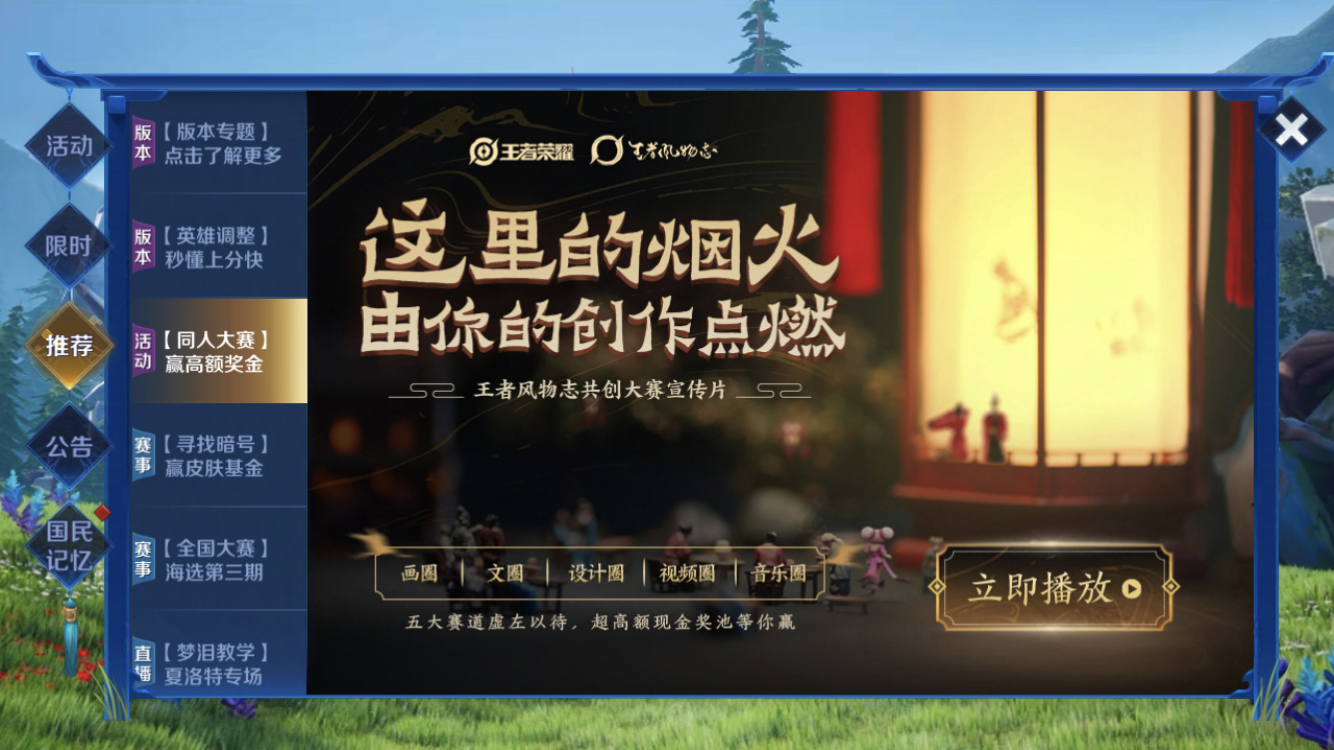 活动
限时
推荐
公告
国民
记忆
版本
【版本专题】
点击了解更多
版本
【英雄调整】
秒懂上分快
活动
【同人大赛】
赢高额奖金
赛事
【寻找暗号】
赢皮肤基金
赛事
【全国大赛】
海选第三期
直播
【梦泪教学】
夏洛特专场
王者荣耀 王者风物志
这里的烟火
由你的创作点燃
王者风物志共创大赛宣传片
画圈 文圈 设计圈 视频圈 音乐圈
五大赛道虚左以待，超高额现金奖池等你赢
立即播放